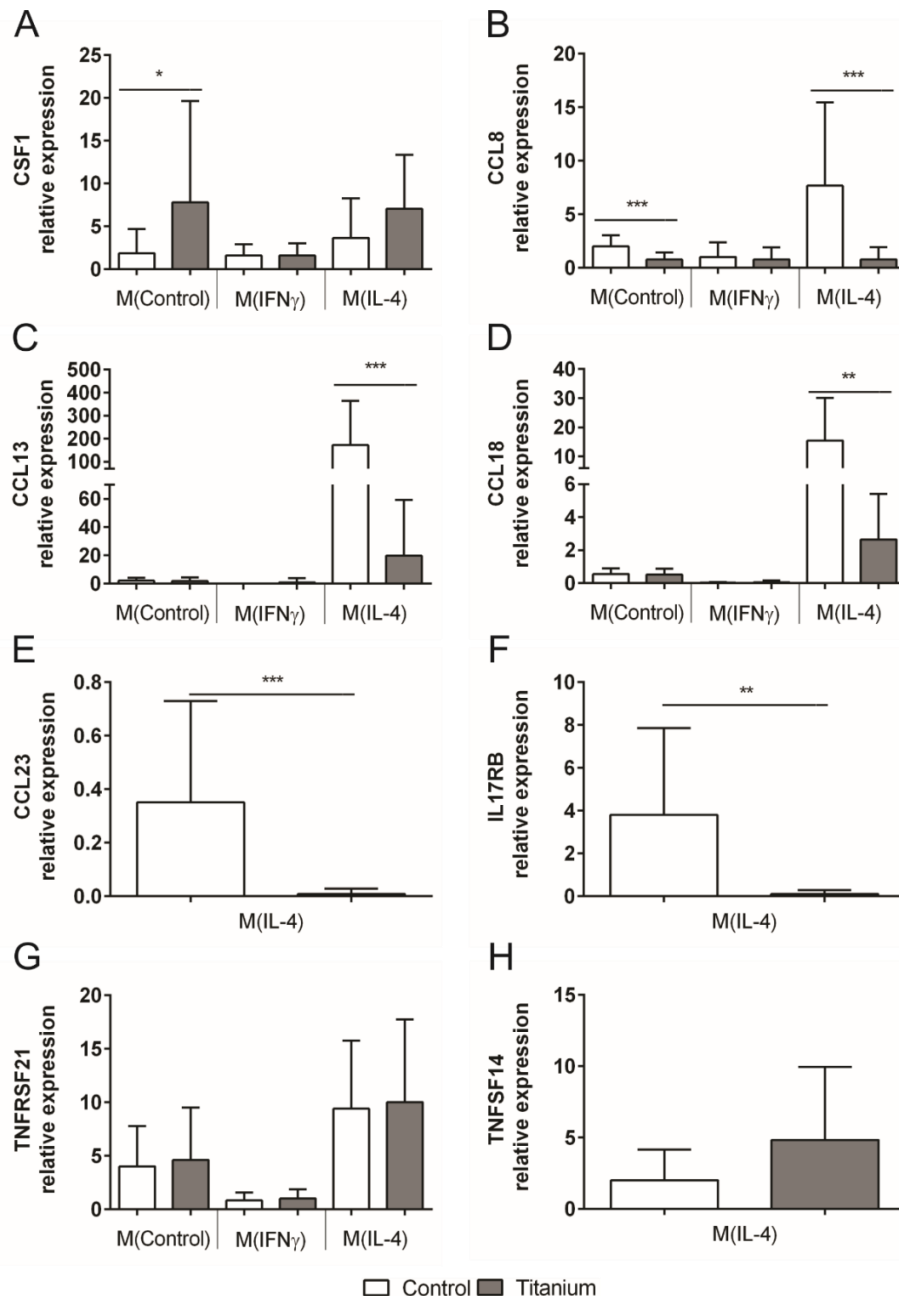 A
CSF1
relative expression
25
20
15
10
5
0
*
M(Control) M(IFNγ) M(IL-4)
B
CCL8
relative expression
20
15
10
5
0
***
***
M(Control) M(IFNγ) M(IL-4)
C
CCL13
relative expression
500
400
300
200
100
60
40
20
0
***
M(Control) M(IFNγ) M(IL-4)
D
CCL18
relative expression
40
30
20
10
6
4
2
0
**
M(Control) M(IFNγ) M(IL-4)
E
CCL23
relative expression
0.8
0.6
0.4
0.2
0.0
***
M(IL-4)
F
IL17RB
relative expression
10
8
6
4
2
0
**
M(IL-4)
G
TNFRSF21
relative expression
20
15
10
5
0
M(Control) M(IFNγ) M(IL-4)
H
TNFSF14
relative expression
15
10
5
0
M(IL-4)
Control Titanium